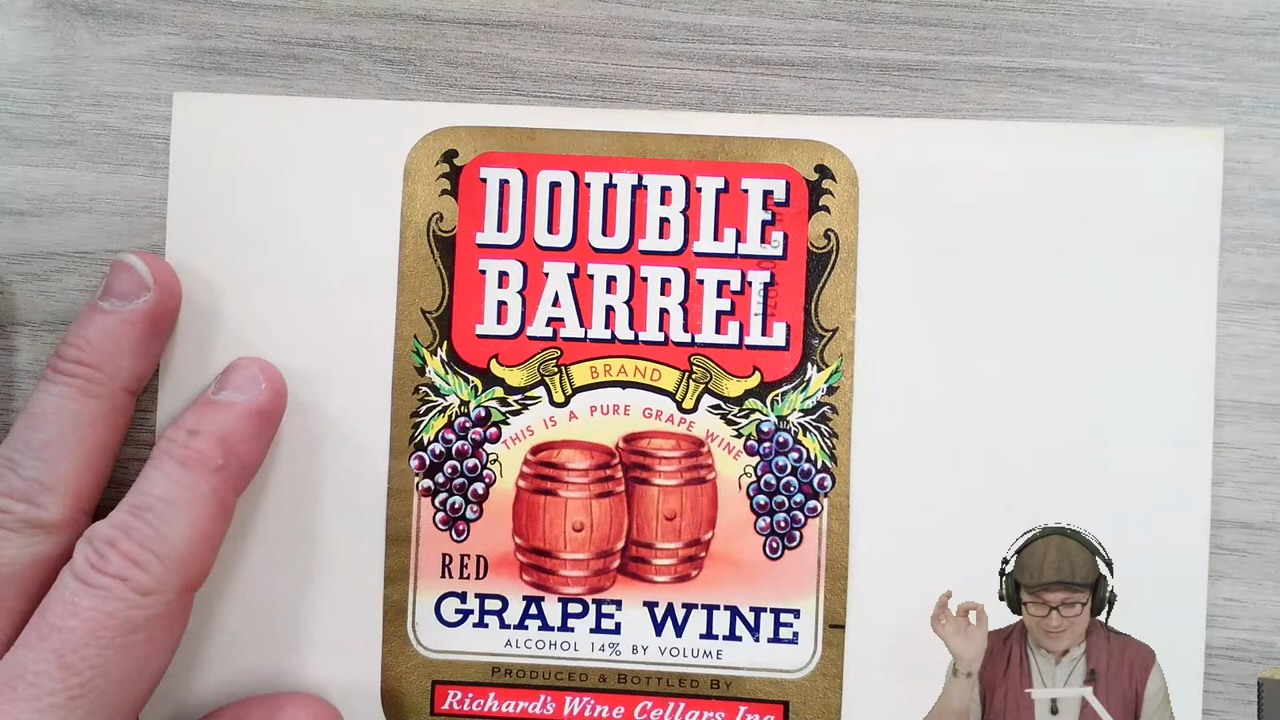 DOUBLE
BARREL
BRAND
THIS IS A PURE GRAPE WINE
RED
GRAPE WINE
ALCOHOL 14% BY VOLUME
PRODUCED & BOTTLED BY
Richard's Wine Cellars Inc